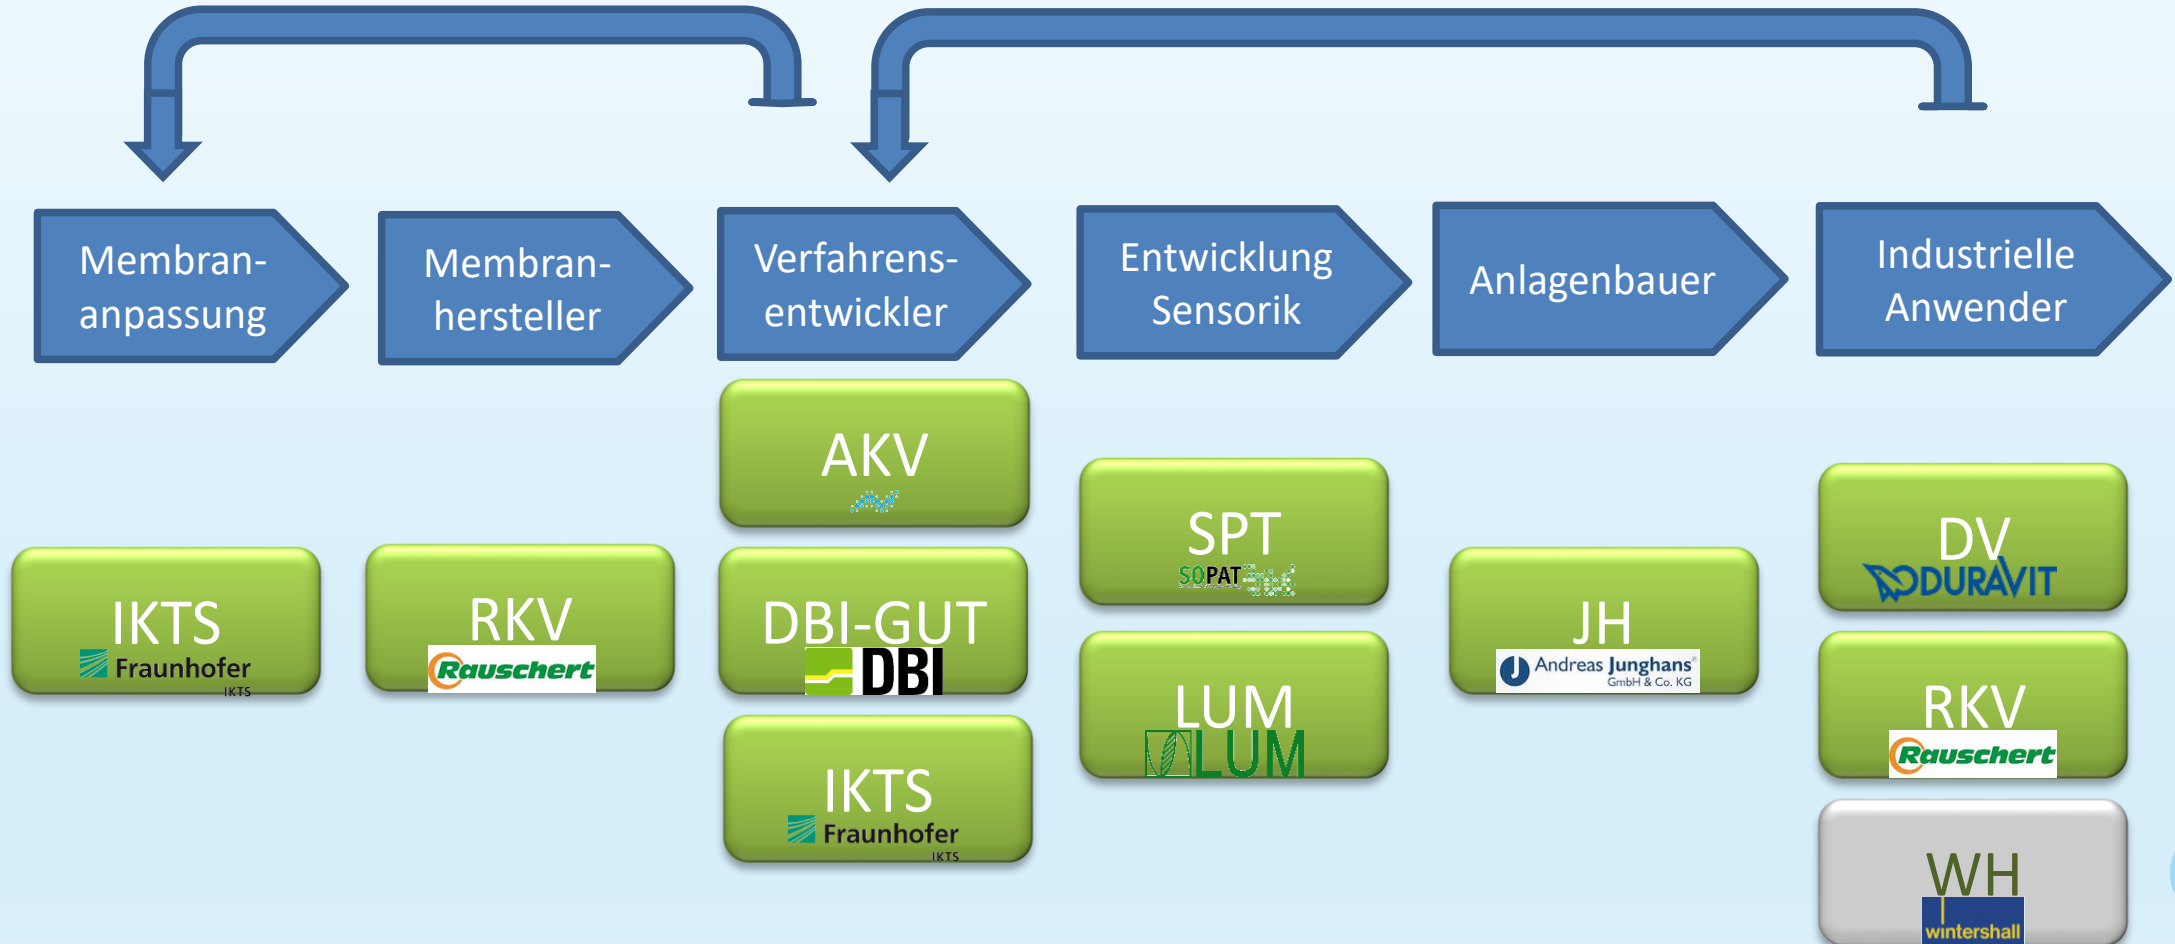 Membran-
anpassung
Membran-
hersteller
Verfahrens-
entwickler
Entwicklung
Sensorik
Anlagenbauer
Industrielle
Anwender
IKTS
Fraunhofer
IKTS
RKV
Rauschert
AKV
DBI-GUT
DBI
IKTS
Fraunhofer
IKTS
SPT
SOPAT
LUM
LUM
JH
J Andreas Junghans
GmbH & Co. KG
DV
DURAVIT
RKV
Rauschert
WH
wintershall